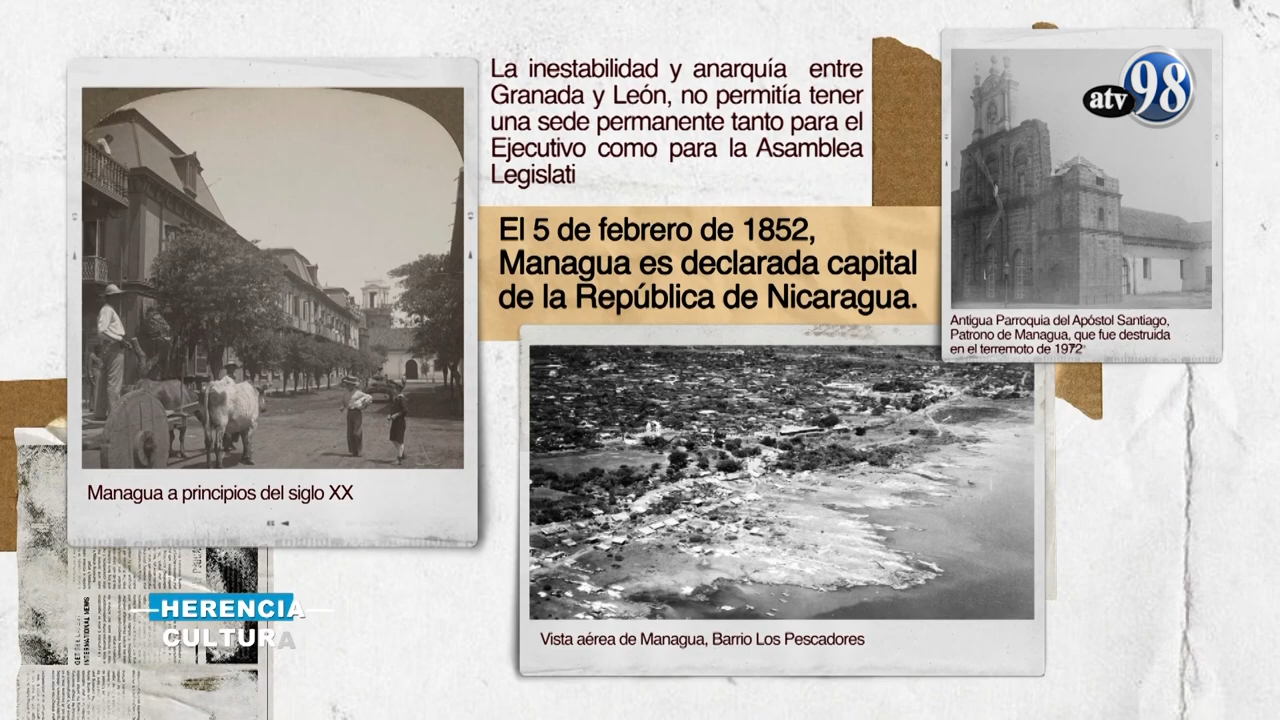 La inestabilidad y anarquía entre
Granada y León, no permitía tener
una sede permanente tanto para el
Ejecutivo como para la Asamblea
Legislati
El 5 de febrero de 1852,
Managua es declarada capital
de la República de Nicaragua.
atv 98
Antigua Parroquia del Apóstol Santiago,
Patrono de Managua, que fue destruida
en el terremoto de 1972
Managua a principios del siglo XX
Vista aérea de Managua, Barrio Los Pescadores
HERENCIA
CULTURA
INTERNATIONAL NEWS